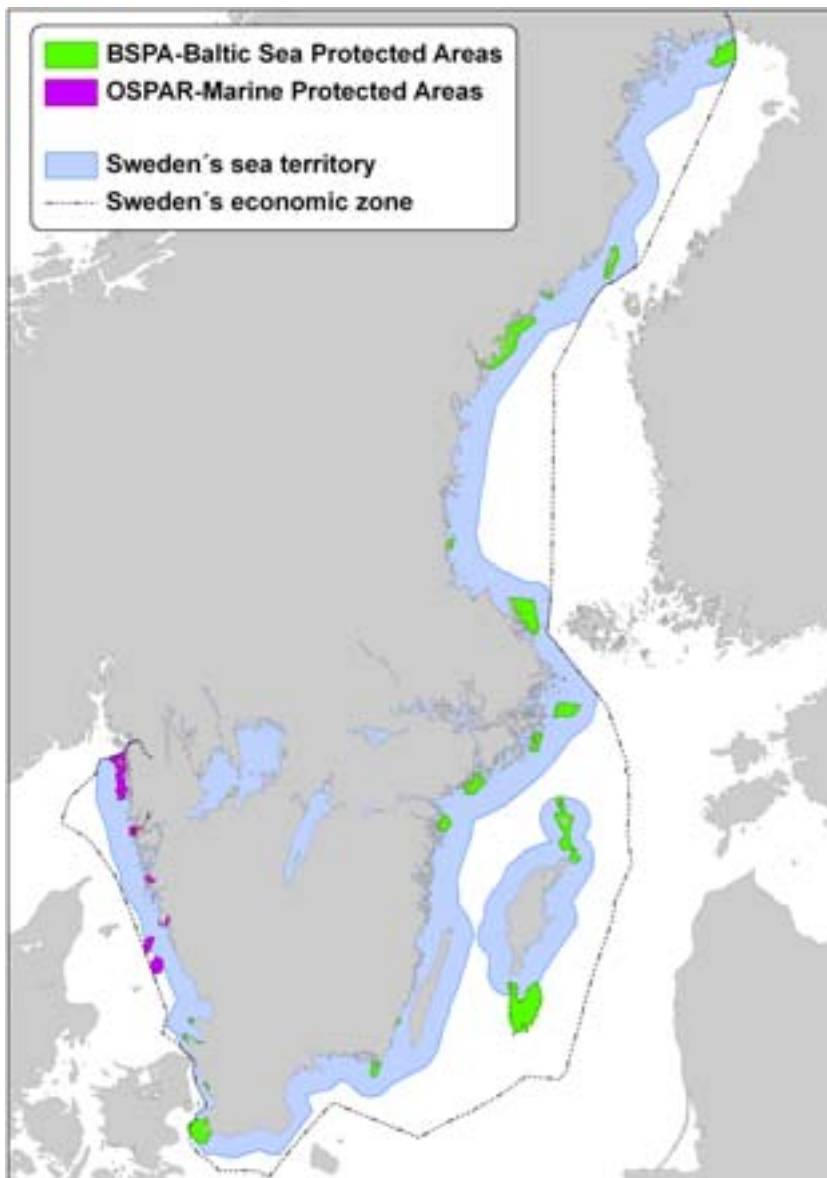 BSPA-Baltic Sea Protected Areas
OSPAR-Marine Protected Areas
Sweden´s sea territory
Sweden´s economic zone